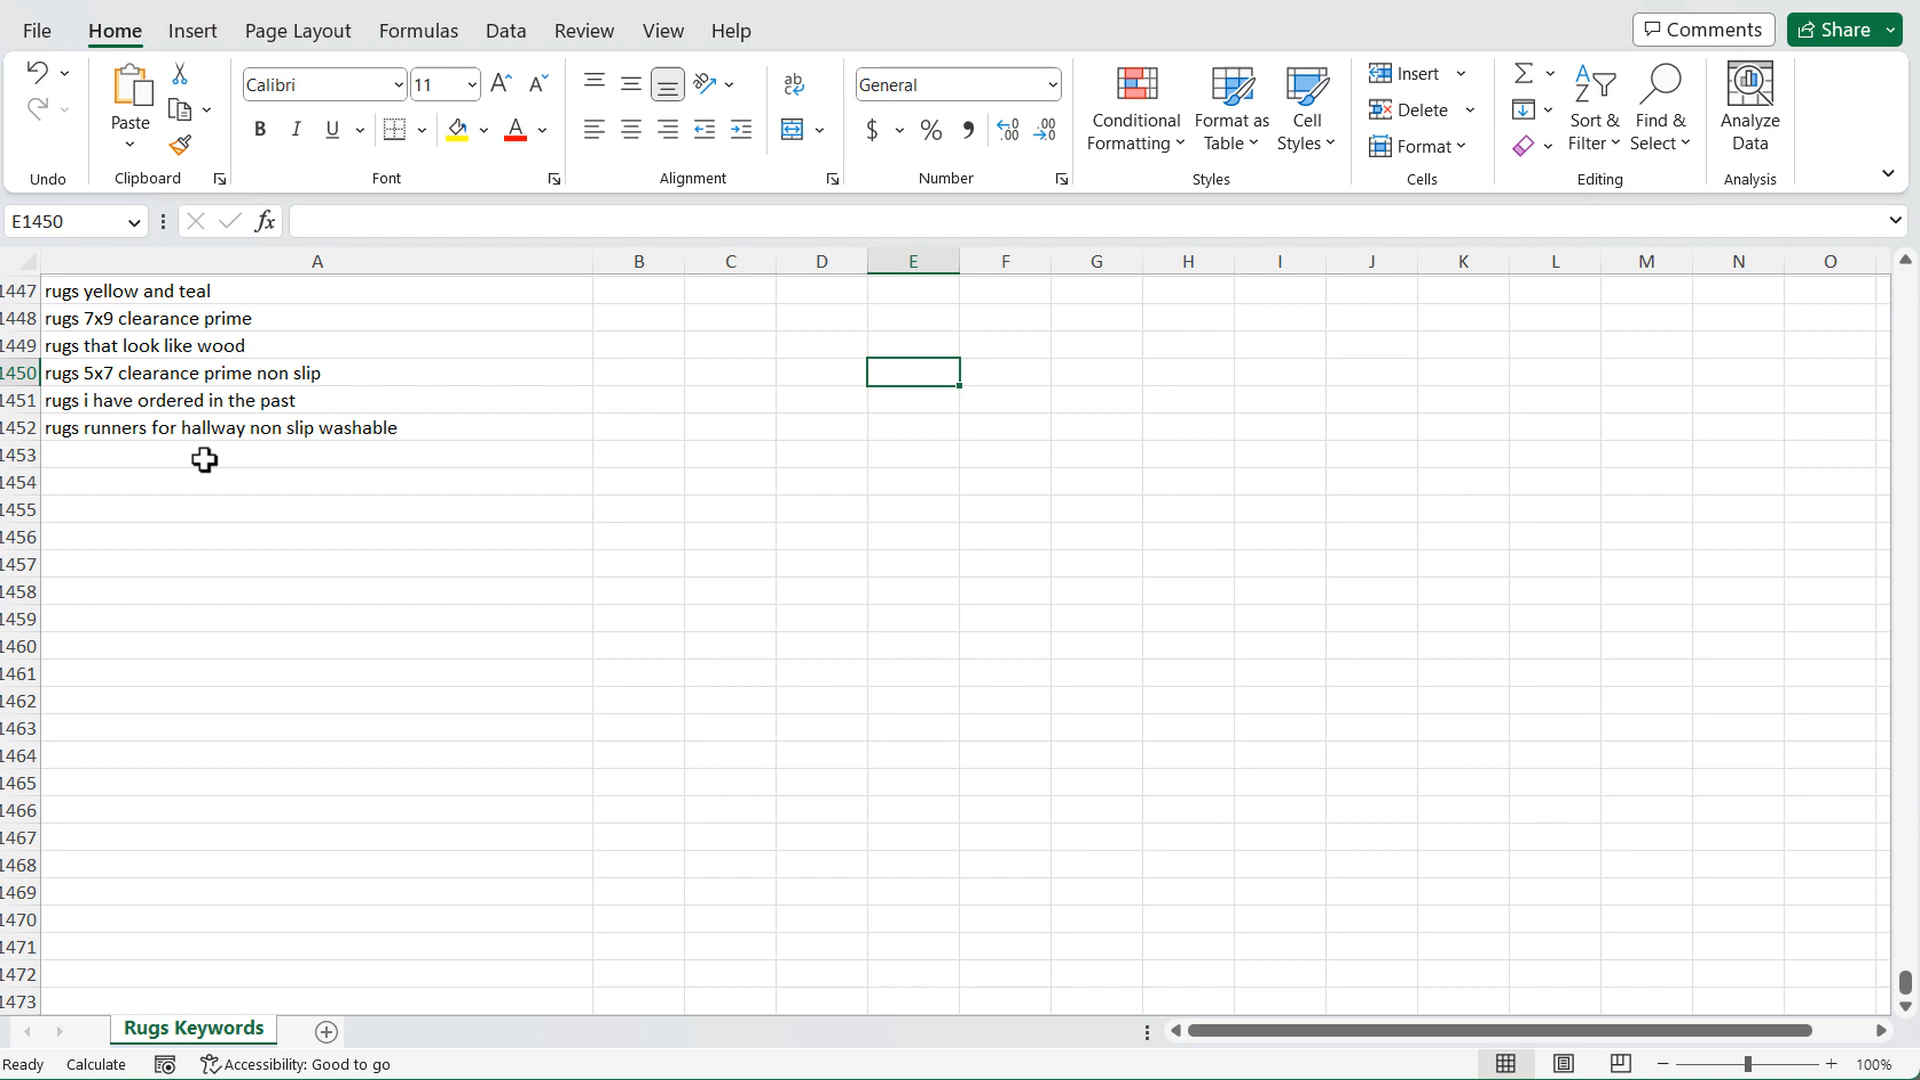 File Home Insert Page Layout Formulas Data Review View Help Comments Share
Calibri 11 ab c General $ % , .00 .0 .00
Paste B I U A Conditional Formatting Format as Table Cell Styles Insert Delete Format Sort & Filter Find & Select Analyze Data
Undo Clipboard Font Alignment Number Styles Cells Editing Analysis
E1450 fx
A B C D E F G H I J K L M N O
1447 rugs yellow and teal
1448 rugs 7x9 clearance prime
1449 rugs that look like wood
1450 rugs 5x7 clearance prime non slip
1451 rugs i have ordered in the past
1452 rugs runners for hallway non slip washable
1453
1454
1455
1456
1457
1458
1459
1460
1461
1462
1463
1464
1465
1466
1467
1468
1469
1470
1471
1472
1473
Rugs Keywords
Ready Calculate Accessibility: Good to go 100%